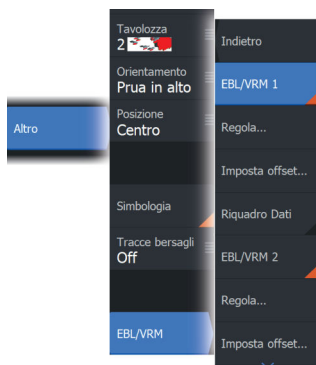 Altro
Tavolozza
2
Orientamento
Prua in alto
Posizione
Centro
Simbologia
Tracce bersagli
Off
EBL/VRM
Indietro
EBL/VRM 1
Regola...
Imposta offset...
Riquadro Dati
EBL/VRM 2
Regola...
Imposta offset...